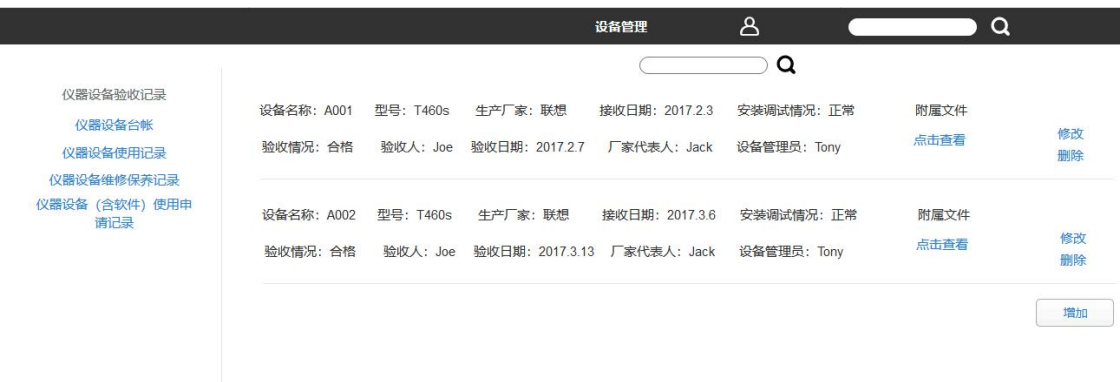 设备管理
仪器设备验收记录
仪器设备台帐
仪器设备使用记录
仪器设备维修保养记录
仪器设备（含软件）使用申
请记录
设备名称：A001 型号：T460s 生产厂家：联想 接收日期：2017.2.3 安装调试情况：正常 附属文件
验收情况：合格 验收人：Joe 验收日期：2017.2.7 厂家代表人：Jack 设备管理员：Tony 点击查看
修改
删除
设备名称：A002 型号：T460s 生产厂家：联想 接收日期：2017.3.6 安装调试情况：正常 附属文件
验收情况：合格 验收人：Joe 验收日期：2017.3.13 厂家代表人：Jack 设备管理员：Tony 点击查看
修改
删除
增加